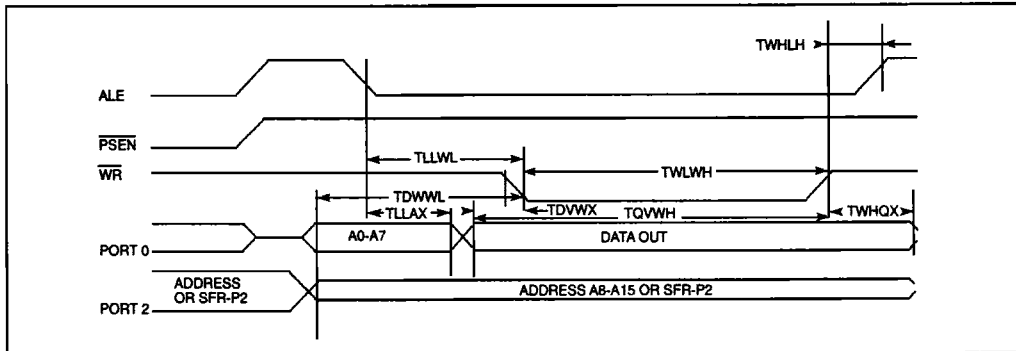 TWHLH
ALE
PSEN
TLLWL
TWLWH
WR
TDWWL
TLLAX
TDVWX
TQVWH
TWHQX
A0-A7
DATA OUT
PORT 0
ADDRESS
OR SFR-P2
ADDRESS A8-A15 OR SFR-P2
PORT 2